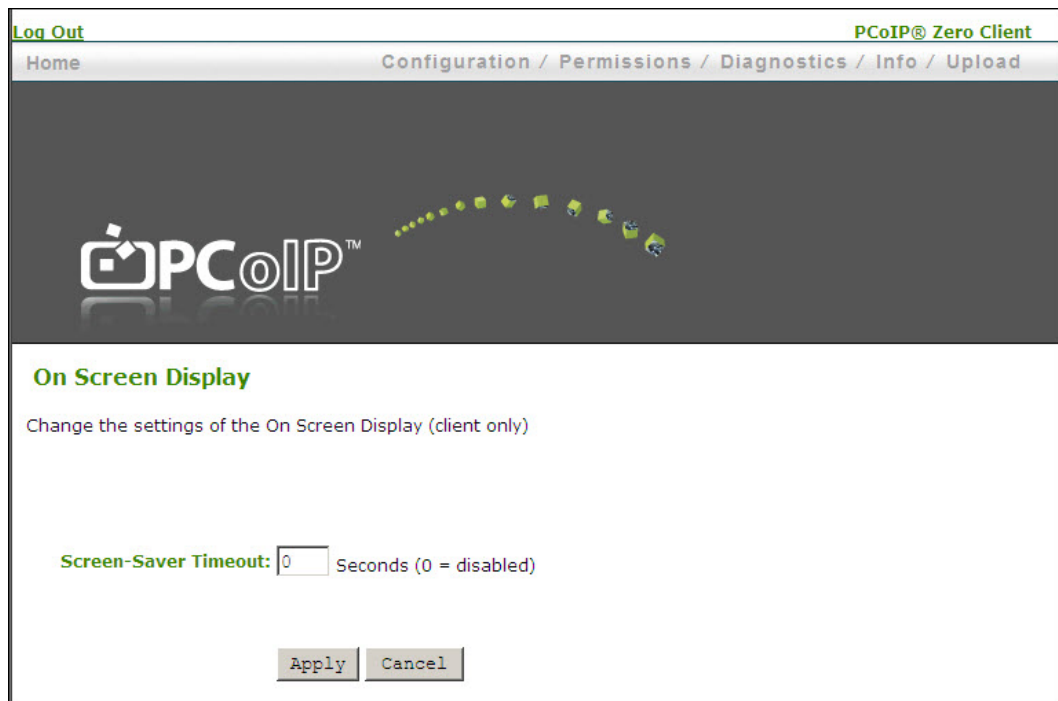 Log Out PCoIP® Zero Client
Home Configuration / Permissions / Diagnostics / Info / Upload
PCoIP™
On Screen Display
Change the settings of the On Screen Display (client only)
Screen-Saver Timeout: 0 Seconds (0 = disabled)
Apply Cancel